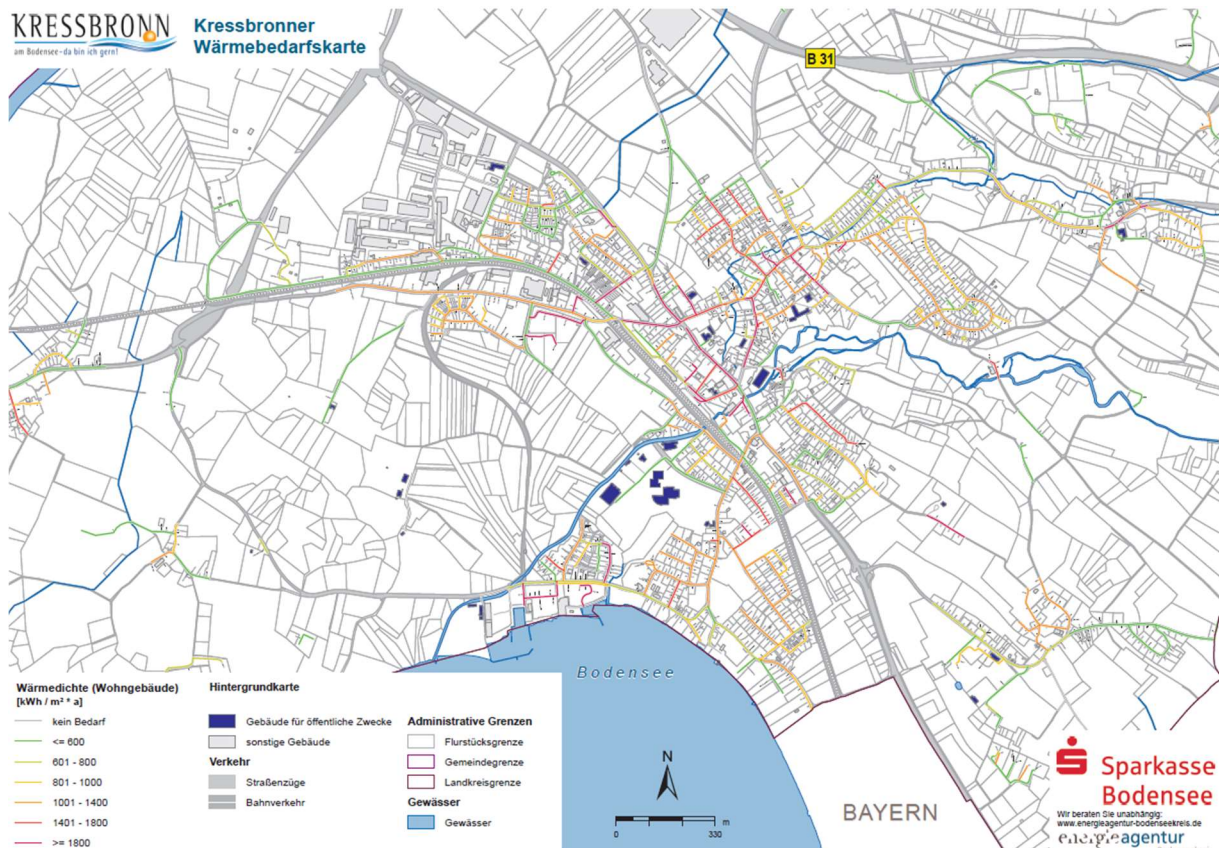 KRESSBRONN
am Bodensee - da bin ich gern!
Kressbronner
Wärmebedarfskarte
B 31
Bodensee
BAYERN
N
0 330 m
Wärmedichte (Wohngebäude)
[kWh / m² * a]
kein Bedarf
<= 600
601 - 800
801 - 1000
1001 - 1400
1401 - 1800
>= 1800
Hintergrundkarte
Gebäude für öffentliche Zwecke
sonstige Gebäude
Verkehr
Straßenzüge
Bahnverkehr
Administrative Grenzen
Flurstücksgrenze
Gemeindegrenze
Landkreisgrenze
Gewässer
Gewässer
Sparkasse
Bodensee
Wir beraten Sie unabhängig:
www.energieagentur-bodenseekreis.de
energieagentur